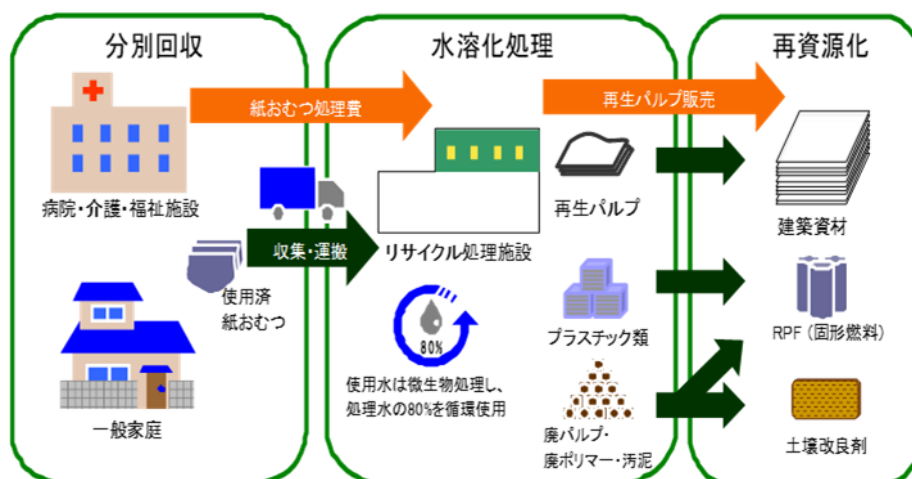 分別回収
水溶化処理
再資源化
紙おむつ処理費
再生パルプ販売
病院・介護・福祉施設
収集・運搬
使用済
紙おむつ
一般家庭
リサイクル処理施設
80%
使用水は微生物処理し、
処理水の80%を循環使用
再生パルプ
プラスチック類
廃パルプ・
廃ポリマー・汚泥
建築資材
RPF（固形燃料）
土壌改良剤